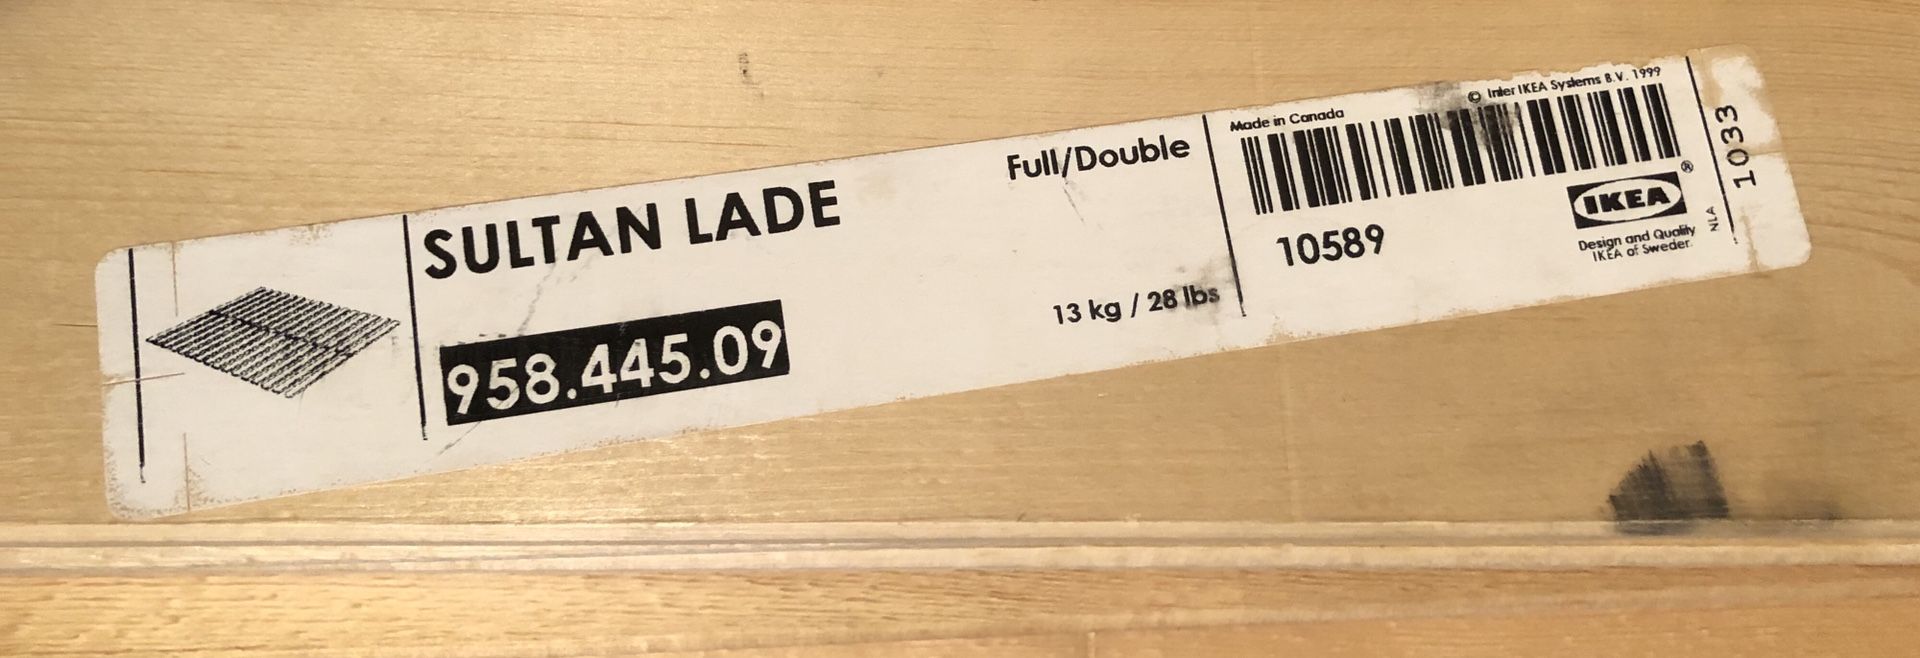 SULTAN LADE
958.445.09
Full/Double
13 kg / 28 lbs
Made in Canada
© Inter IKEA Systems B.V. 1999
10589
IKEA®
Design and Quality
IKEA of Sweden
NLA
1033